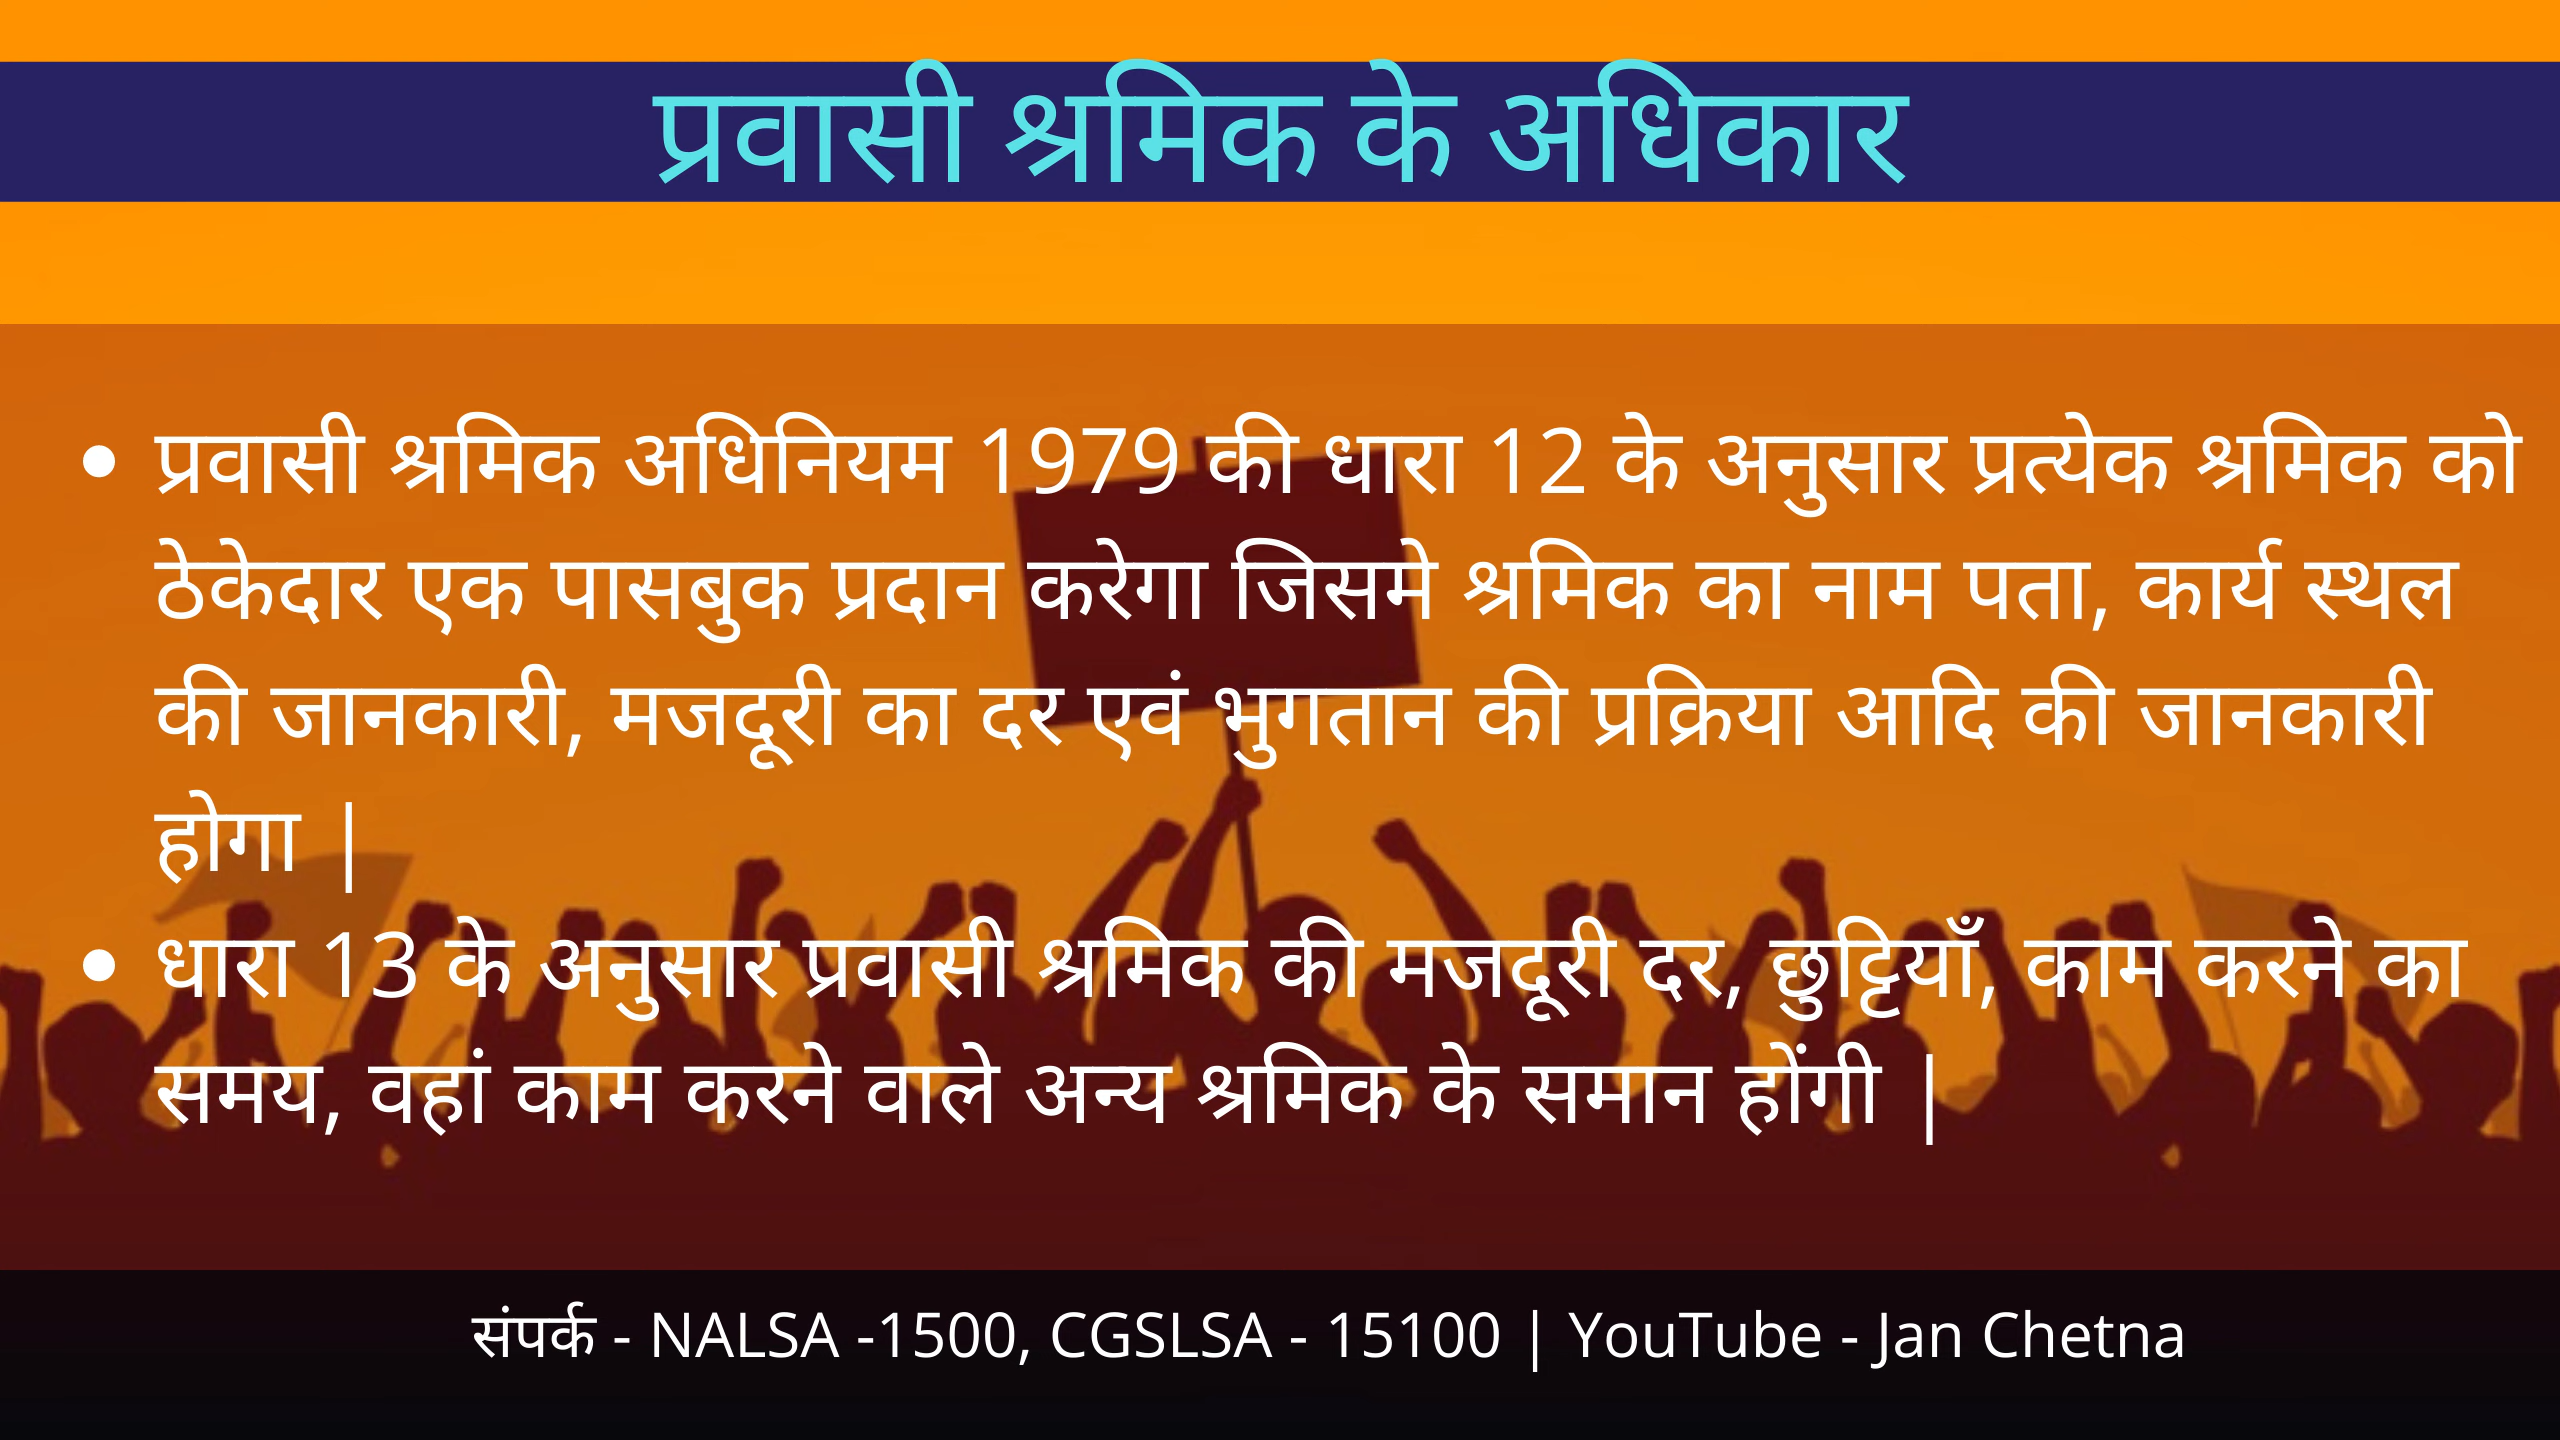 प्रवासी श्रमिक के अधिकार
• प्रवासी श्रमिक अधिनियम 1979 की धारा 12 के अनुसार प्रत्येक श्रमिक को
ठेकेदार एक पासबुक प्रदान करेगा जिसमे श्रमिक का नाम पता, कार्य स्थल
की जानकारी, मजदूरी का दर एवं भुगतान की प्रक्रिया आदि की जानकारी
होगा |
• धारा 13 के अनुसार प्रवासी श्रमिक की मजदूरी दर, छुट्टियाँ, काम करने का
समय, वहां काम करने वाले अन्य श्रमिक के समान होंगी |
संपर्क - NALSA -1500, CGSLSA - 15100 | YouTube - Jan Chetna